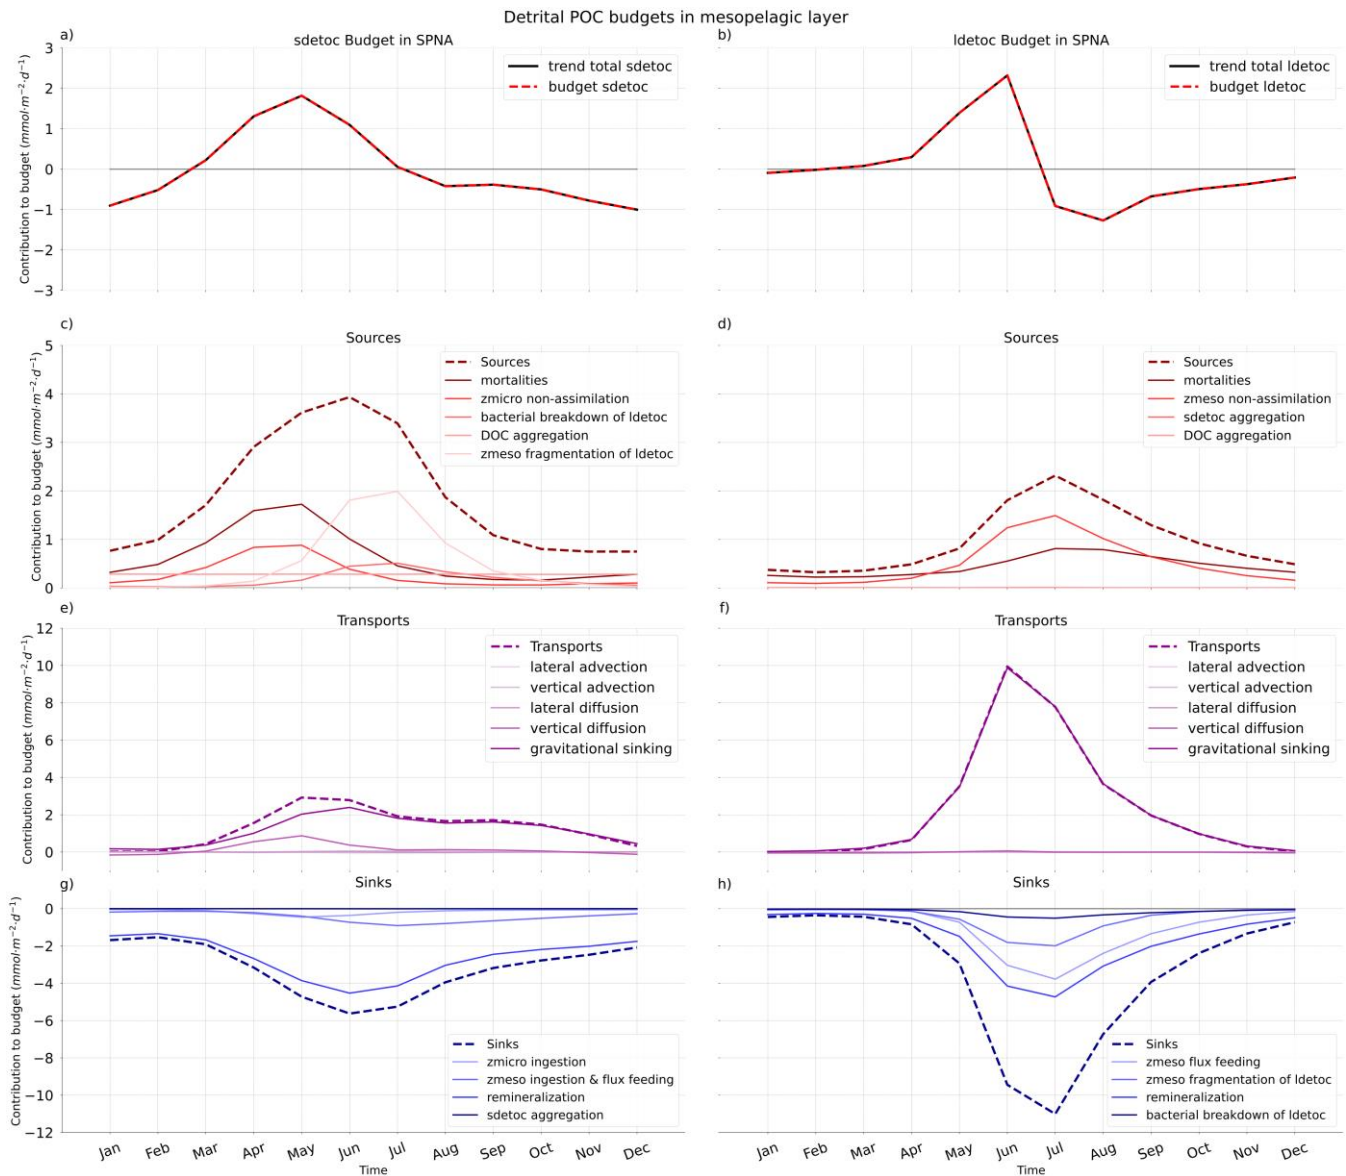 Detrital POC budgets in mesopelagic layer
a)
sdetoc Budget in SPNA
trend total sdetoc
budget sdetoc
Contribution to budget (mmol·m⁻²·d⁻¹)
3
2
1
0
−1
−2
−3
b)
ldetoc Budget in SPNA
trend total ldetoc
budget ldetoc
c)
Sources
Sources
mortalities
zmicro non-assimilation
bacterial breakdown of ldetoc
DOC aggregation
zmeso fragmentation of ldetoc
Contribution to budget (mmol·m⁻²·d⁻¹)
5
4
3
2
1
0
d)
Sources
Sources
mortalities
zmeso non-assimilation
sdetoc aggregation
DOC aggregation
e)
Transports
Transports
lateral advection
vertical advection
lateral diffusion
vertical diffusion
gravitational sinking
Contribution to budget (mmol·m⁻²·d⁻¹)
12
10
8
6
4
2
0
f)
Transports
Transports
lateral advection
vertical advection
lateral diffusion
vertical diffusion
gravitational sinking
g)
Sinks
Sinks
zmicro ingestion
zmeso ingestion & flux feeding
remineralization
sdetoc aggregation
Contribution to budget (mmol·m⁻²·d⁻¹)
0
−2
−4
−6
−8
−10
−12
Jan Feb Mar Apr May Jun Jul Aug Sep Oct Nov Dec
Time
h)
Sinks
Sinks
zmeso flux feeding
zmeso fragmentation of ldetoc
remineralization
bacterial breakdown of ldetoc
Jan Feb Mar Apr May Jun Jul Aug Sep Oct Nov Dec
Time